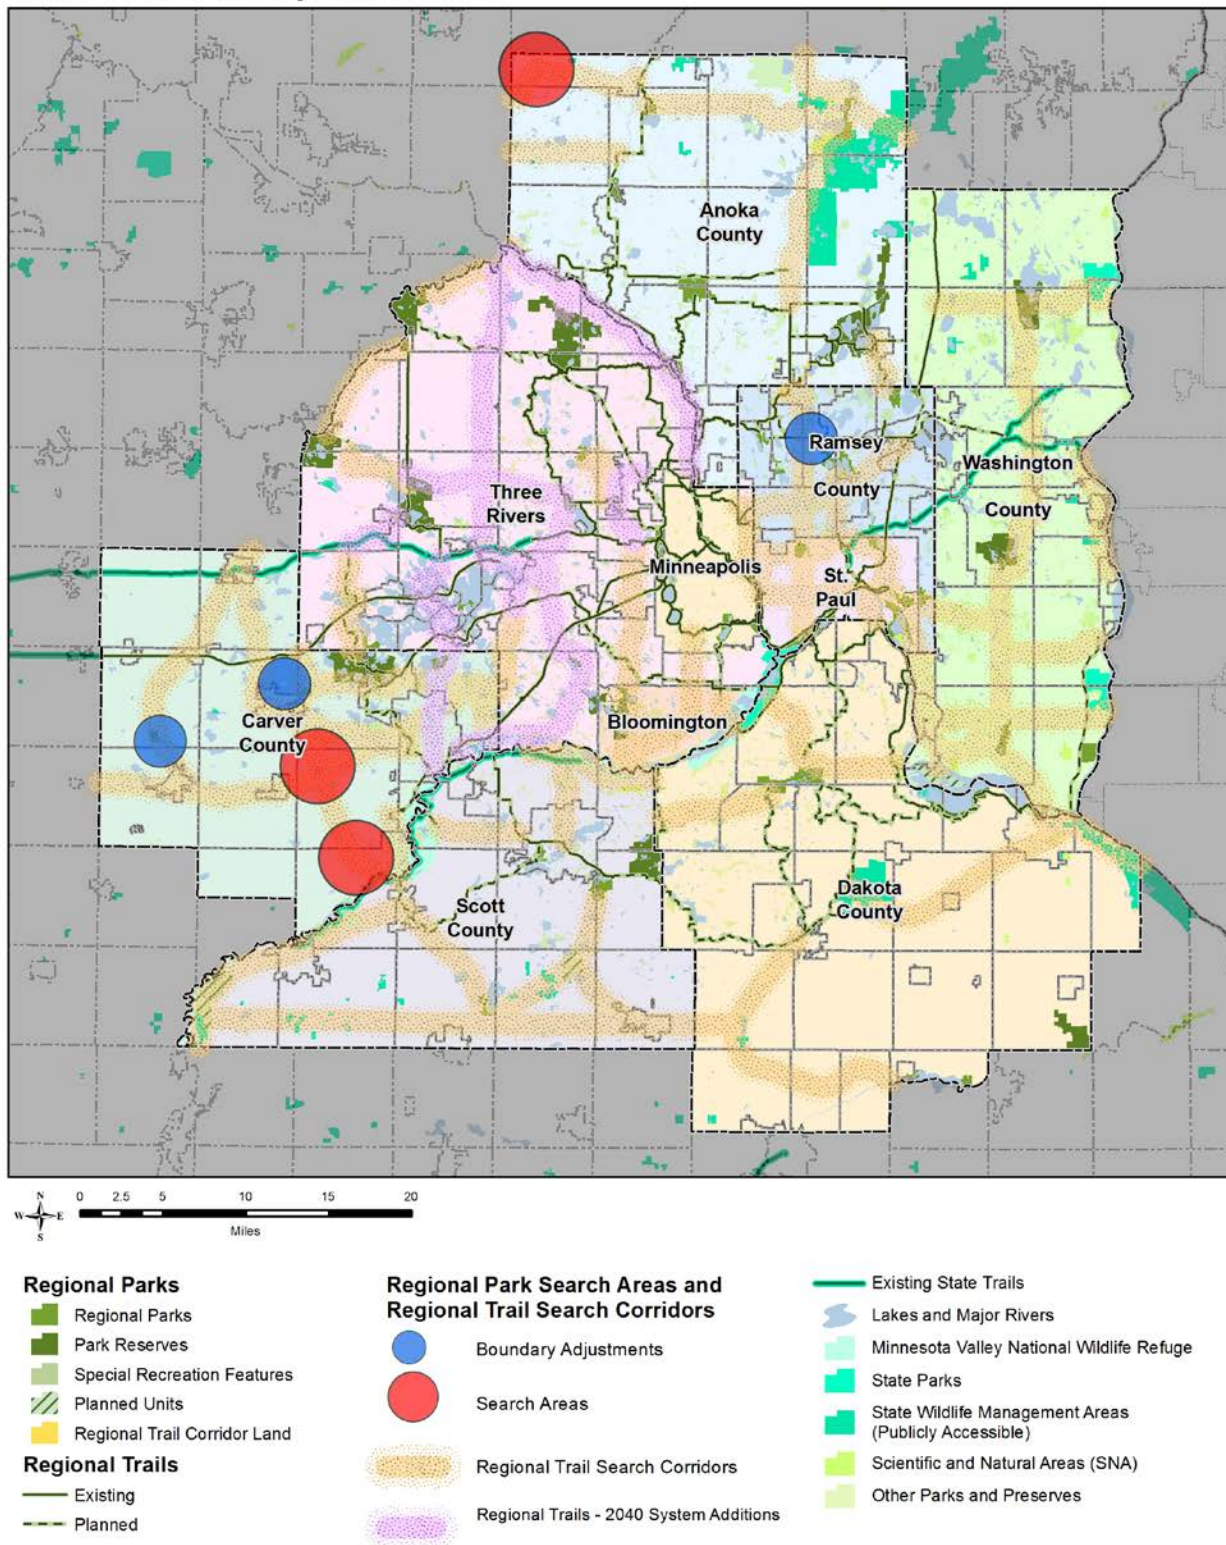 Anoka
County
Ramsey
County
Washington
County
Three
Rivers
Minneapolis
St.
Paul
Carver
County
Bloomington
Scott
County
Dakota
County
N
W E
S
0 2.5 5 10 15 20
Miles
Regional Parks
Regional Parks
Park Reserves
Special Recreation Features
Planned Units
Regional Trail Corridor Land
Regional Trails
Existing
Planned
Regional Park Search Areas and
Regional Trail Search Corridors
Boundary Adjustments
Search Areas
Regional Trail Search Corridors
Regional Trails - 2040 System Additions
Existing State Trails
Lakes and Major Rivers
Minnesota Valley National Wildlife Refuge
State Parks
State Wildlife Management Areas
(Publicly Accessible)
Scientific and Natural Areas (SNA)
Other Parks and Preserves